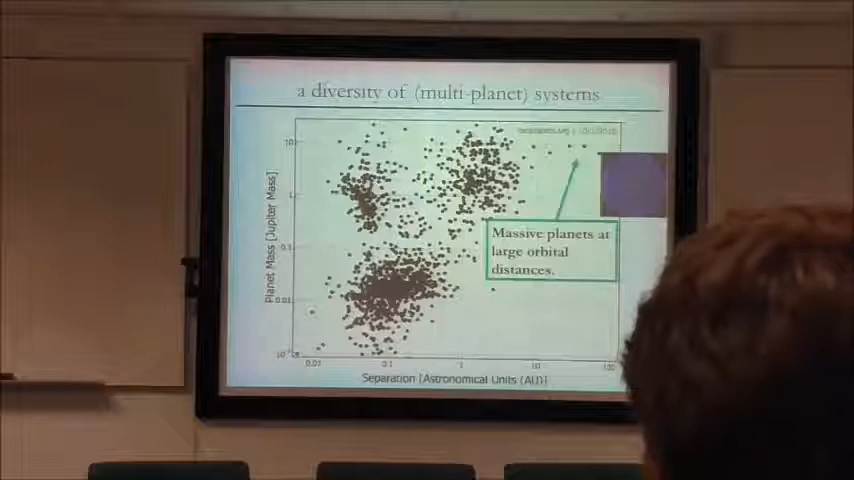 a diversity of (multi-planet) systems
10
1
0.1
0.01
Planet Mass [Jupiter Mass]
Massive planets at
large orbital
distances.
0.01
0.1
1
10
100
Separation [Astronomical Units (AU)]